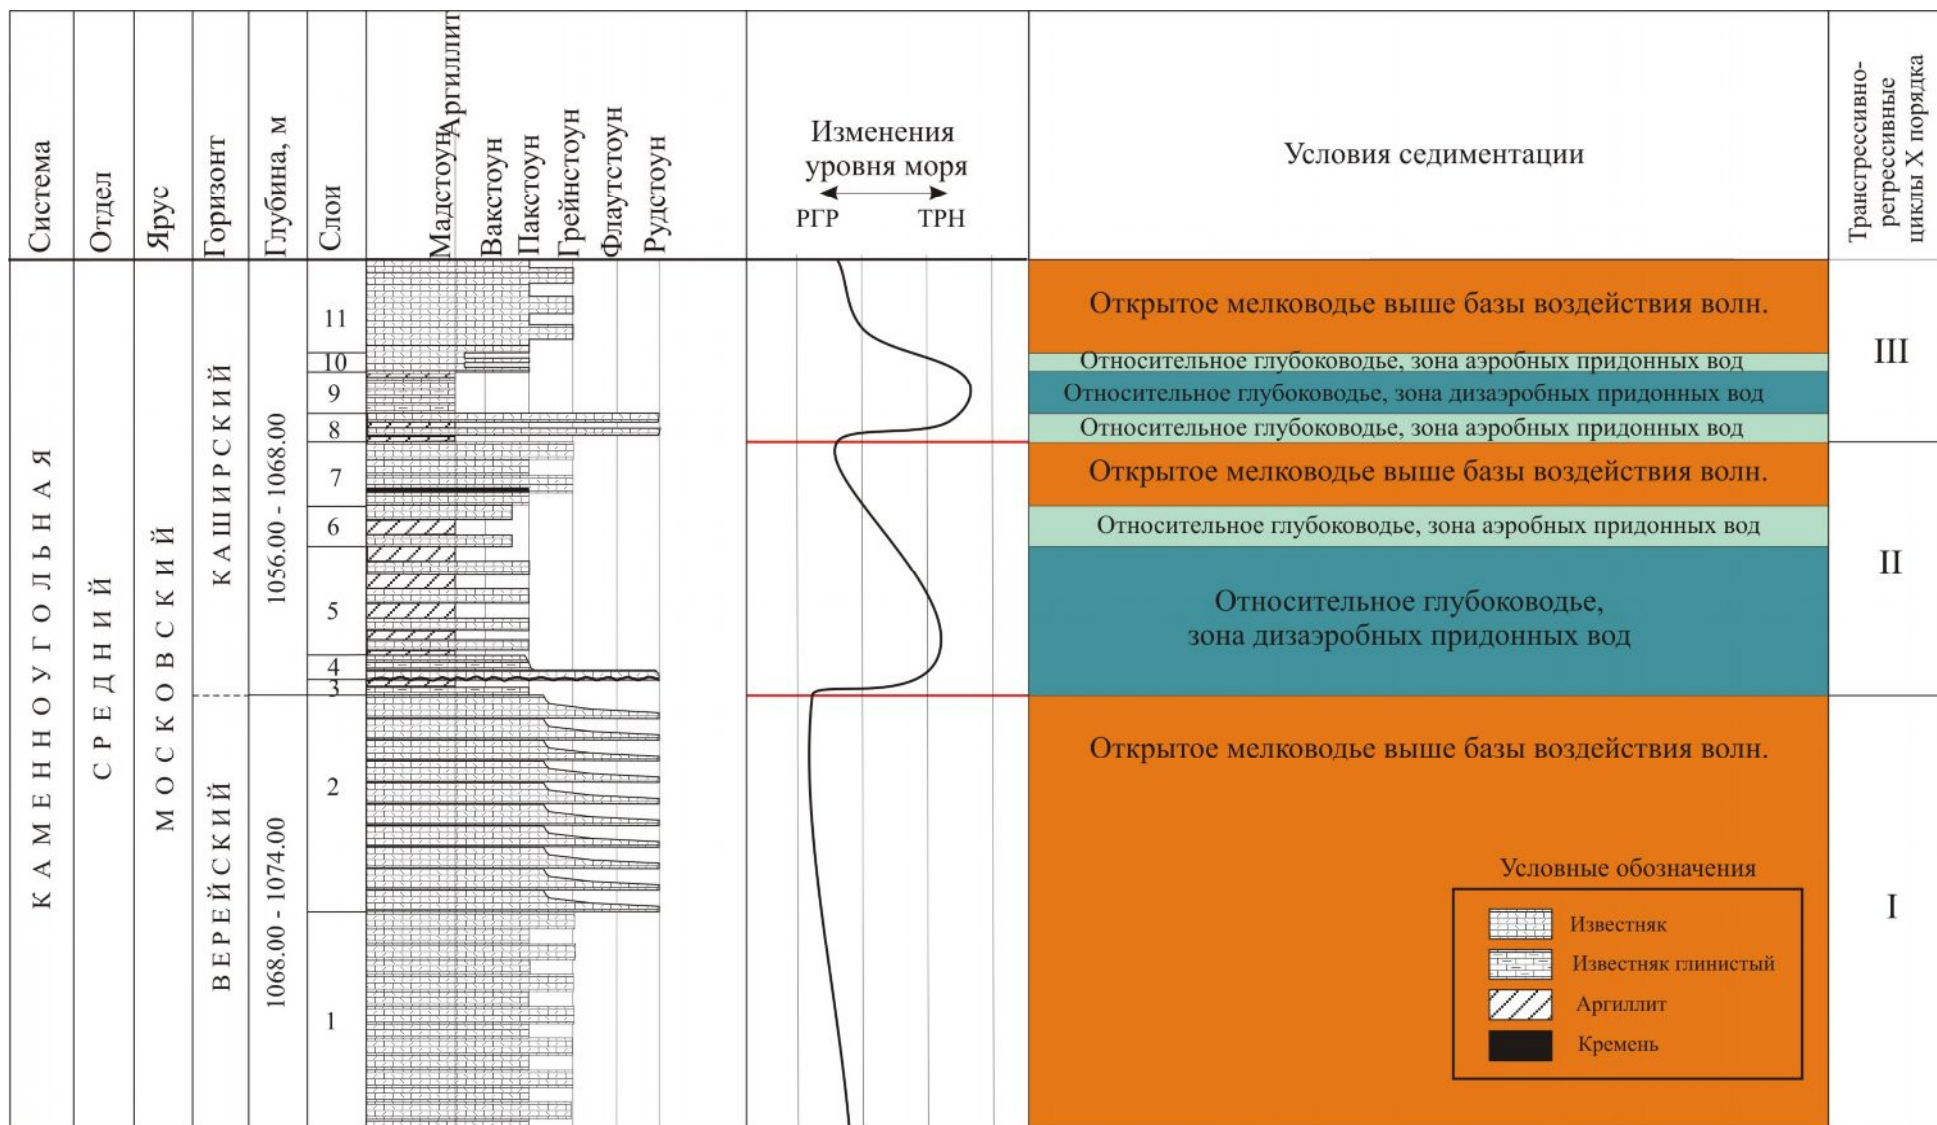 Система
Отдел
Ярус
Горизонт
Глубина, м
Слои
Мадстоун
Аргиллит
Вакстоун
Пакстоун
Грейнстоун
Флаутстоун
Рудстоун
Изменения
уровня моря
РГР
ТРН
Условия седиментации
Трансгрессивно-
регрессивные
циклы X порядка
КАМЕННОУГОЛЬНАЯ
СРЕДНИЙ
МОСКОВСКИЙ
КАШИРСКИЙ
ВЕРЕЙСКИЙ
1056.00 - 1068.00
1068.00 - 1074.00
11
10
9
8
7
6
5
4
3
2
1
Открытое мелководье выше базы воздействия волн.
Относительное глубоководье, зона аэробных придонных вод
Относительное глубоководье, зона дизаэробных придонных вод
Относительное глубоководье, зона аэробных придонных вод
Открытое мелководье выше базы воздействия волн.
Относительное глубоководье, зона аэробных придонных вод
Относительное глубоководье,
зона дизаэробных придонных вод
Открытое мелководье выше базы воздействия волн.
III
II
I
Условные обозначения
Известняк
Известняк глинистый
Аргиллит
Кремень